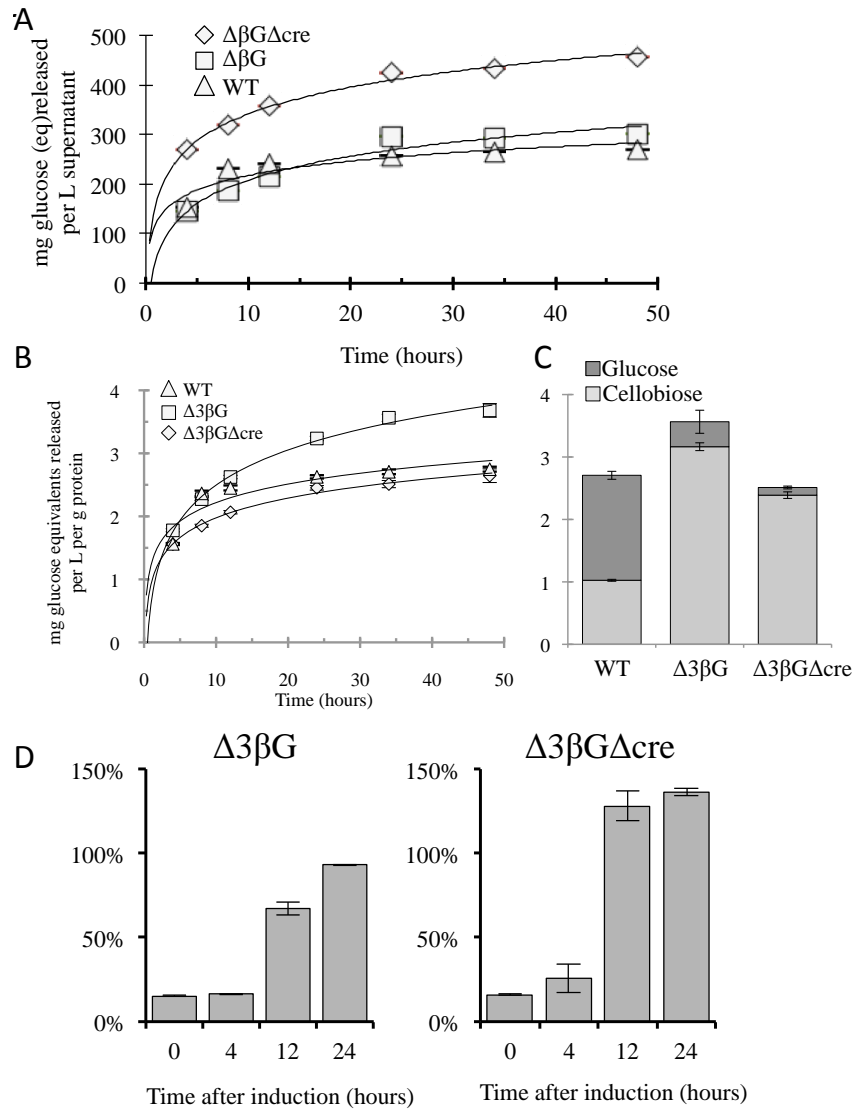 A
ΔβGΔcre
ΔβG
WT
mg glucose (eq)released
per L supernatant
500
400
300
200
100
0
0 10 20 30 40 50
Time (hours)
B
WT
Δ3βG
Δ3βGΔcre
mg glucose equivalents released
per L per g protein
4
3
2
1
0
0 10 20 30 40 50
Time (hours)
C
Glucose
Cellobiose
4
3
2
1
0
WT Δ3βG Δ3βGΔcre
D
Δ3βG
150%
100%
50%
0%
0 4 12 24
Time after induction (hours)
Δ3βGΔcre
150%
100%
50%
0%
0 4 12 24
Time after induction (hours)